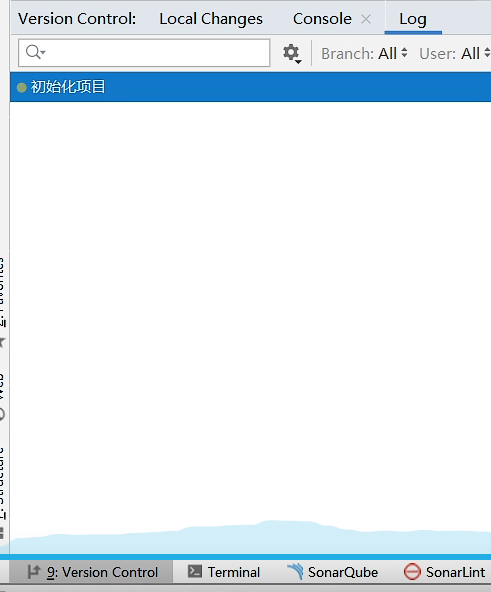 Version Control: Local Changes Console × Log
Branch: All User: All
初始化项目
2: Favorites
Web
Z: Structure
9: Version Control Terminal SonarQube SonarLint